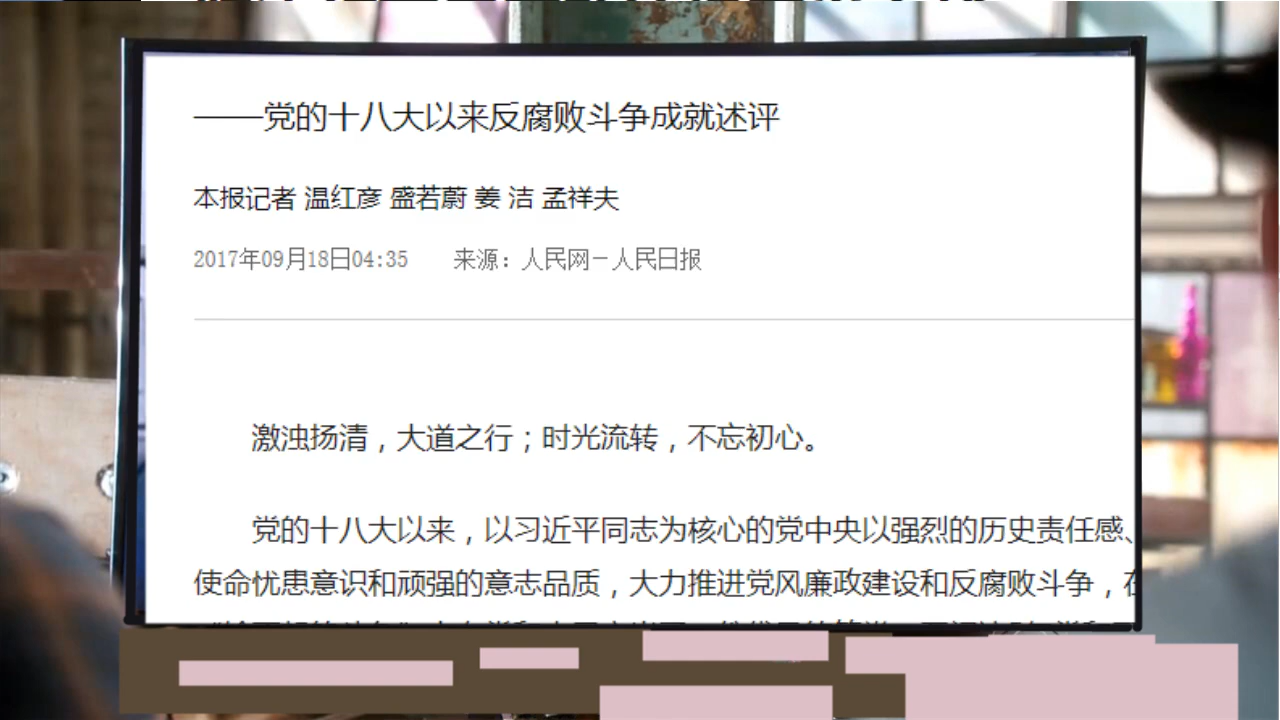 ——党的十八大以来反腐败斗争成就述评
本报记者 温红彦 盛若蔚 姜 洁 孟祥夫
2017年09月18日04:35 来源：人民网－人民日报
激浊扬清，大道之行；时光流转，不忘初心。
党的十八大以来，以习近平同志为核心的党中央以强烈的历史责任感、
使命忧患意识和顽强的意志品质，大力推进党风廉政建设和反腐败斗争，在